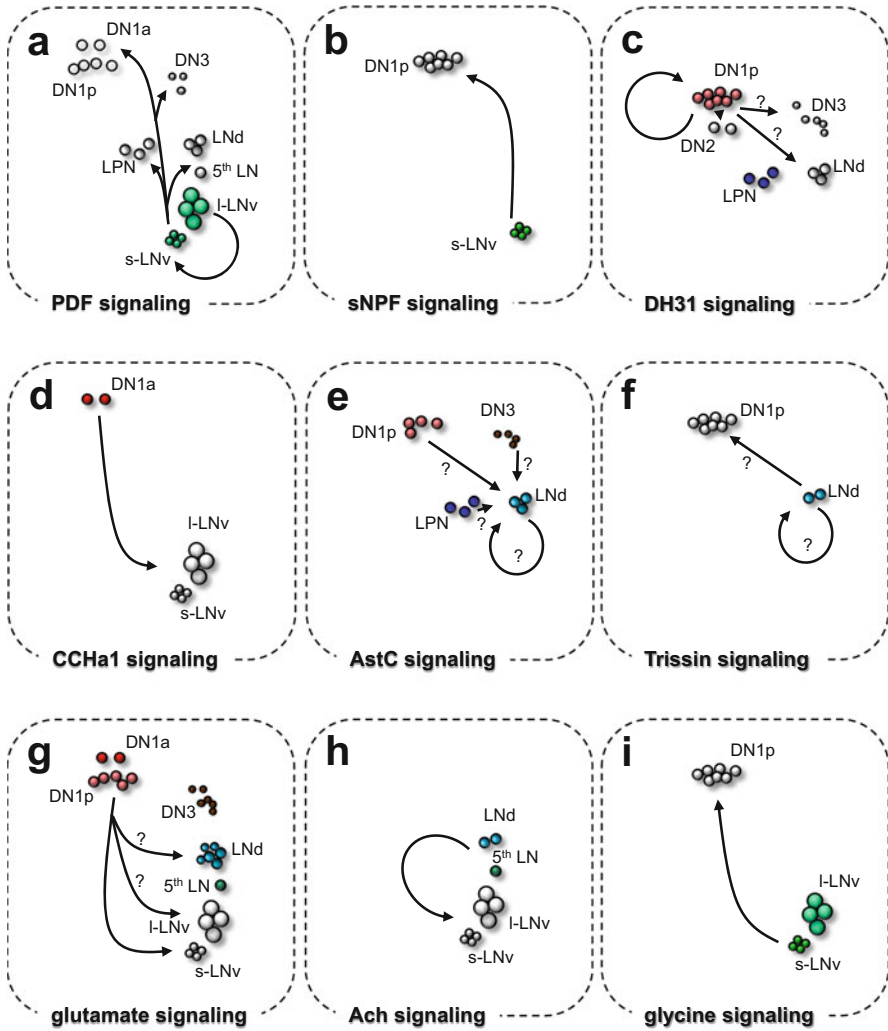 a
DN1a
DN3
DN1p
LNd
LPN
5th LN
l-LNv
s-LNv
PDF signaling
b
DN1p
s-LNv
sNPF signaling
c
DN1p
?
DN3
?
DN2
LPN
LNd
DH31 signaling
d
DN1a
l-LNv
s-LNv
CCHa1 signaling
e
DN3
DN1p
?
?
LNd
LPN
?
?
AstC signaling
f
DN1p
?
LNd
?
Trissin signaling
g
DN1a
DN1p
DN3
?
LNd
?
5th LN
l-LNv
s-LNv
glutamate signaling
h
LNd
5th LN
l-LNv
s-LNv
Ach signaling
i
DN1p
l-LNv
s-LNv
glycine signaling